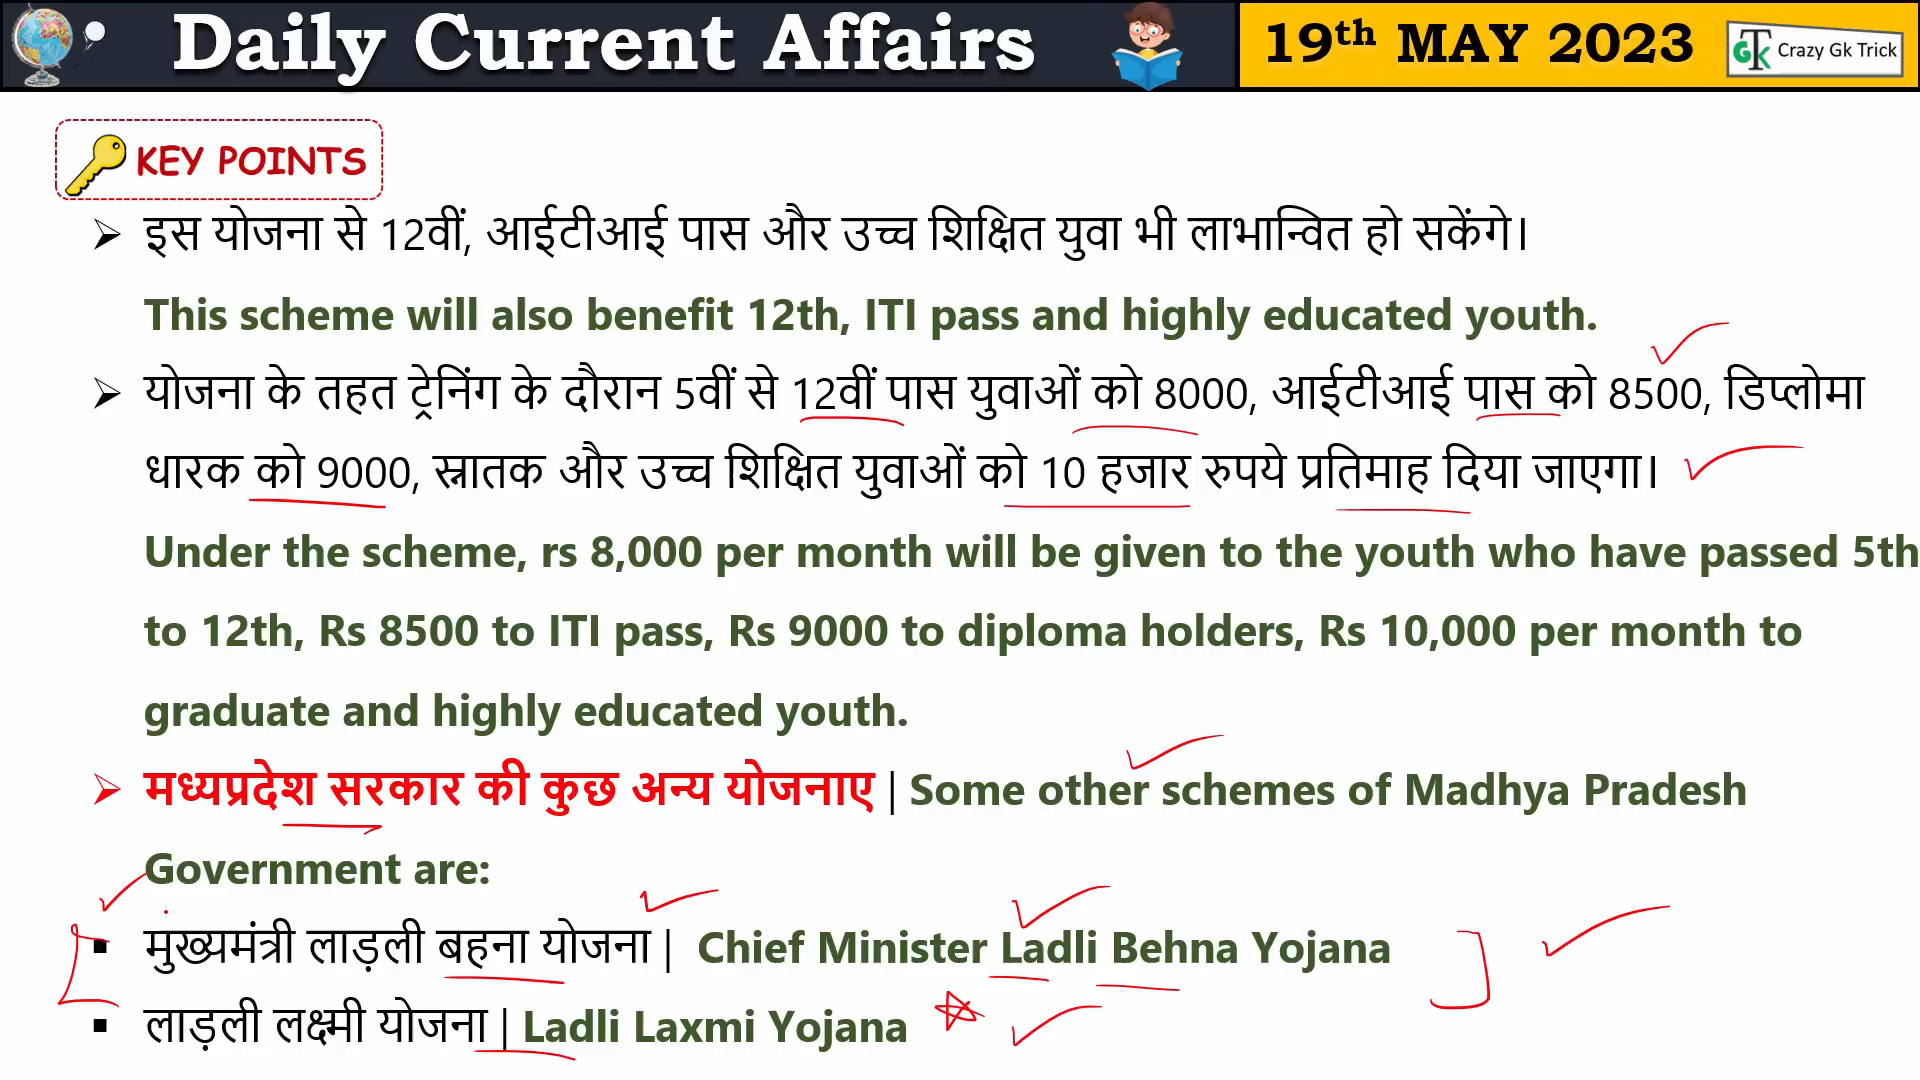 Daily Current Affairs
19th MAY 2023
GTK Crazy Gk Trick
KEY POINTS
इस योजना से 12वीं, आईटीआई पास और उच्च शिक्षित युवा भी लाभान्वित हो सकेंगे।
This scheme will also benefit 12th, ITI pass and highly educated youth.
योजना के तहत ट्रेनिंग के दौरान 5वीं से 12वीं पास युवाओं को 8000, आईटीआई पास को 8500, डिप्लोमा
धारक को 9000, स्नातक और उच्च शिक्षित युवाओं को 10 हजार रुपये प्रतिमाह दिया जाएगा।
Under the scheme, rs 8,000 per month will be given to the youth who have passed 5th
to 12th, Rs 8500 to ITI pass, Rs 9000 to diploma holders, Rs 10,000 per month to
graduate and highly educated youth.
मध्यप्रदेश सरकार की कुछ अन्य योजनाए | Some other schemes of Madhya Pradesh
Government are:
मुख्यमंत्री लाड़ली बहना योजना | Chief Minister Ladli Behna Yojana
लाड़ली लक्ष्मी योजना | Ladli Laxmi Yojana